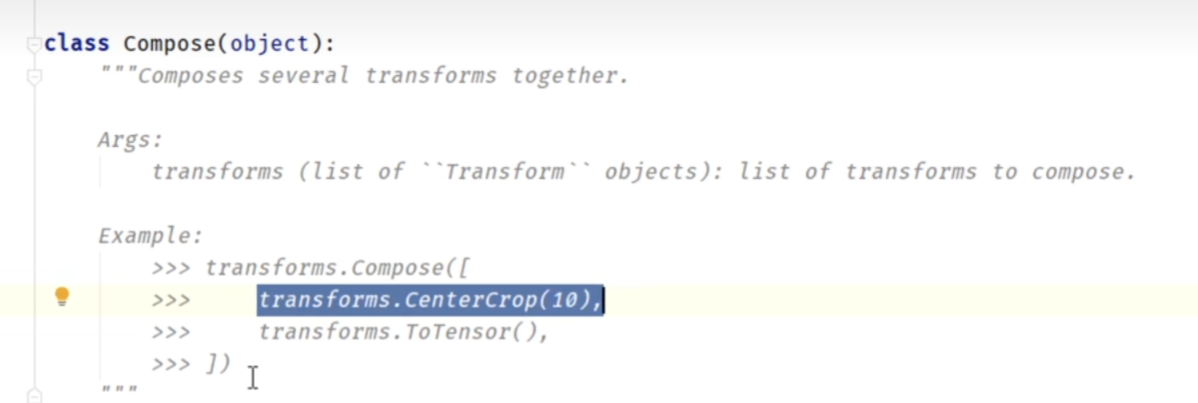 class Compose(object):
"""Composes several transforms together.
Args:
transforms (list of ``Transform`` objects): list of transforms to compose.
Example:
>>> transforms.Compose([
>>>     transforms.CenterCrop(10),
>>>     transforms.ToTensor(),
>>> ])
"""